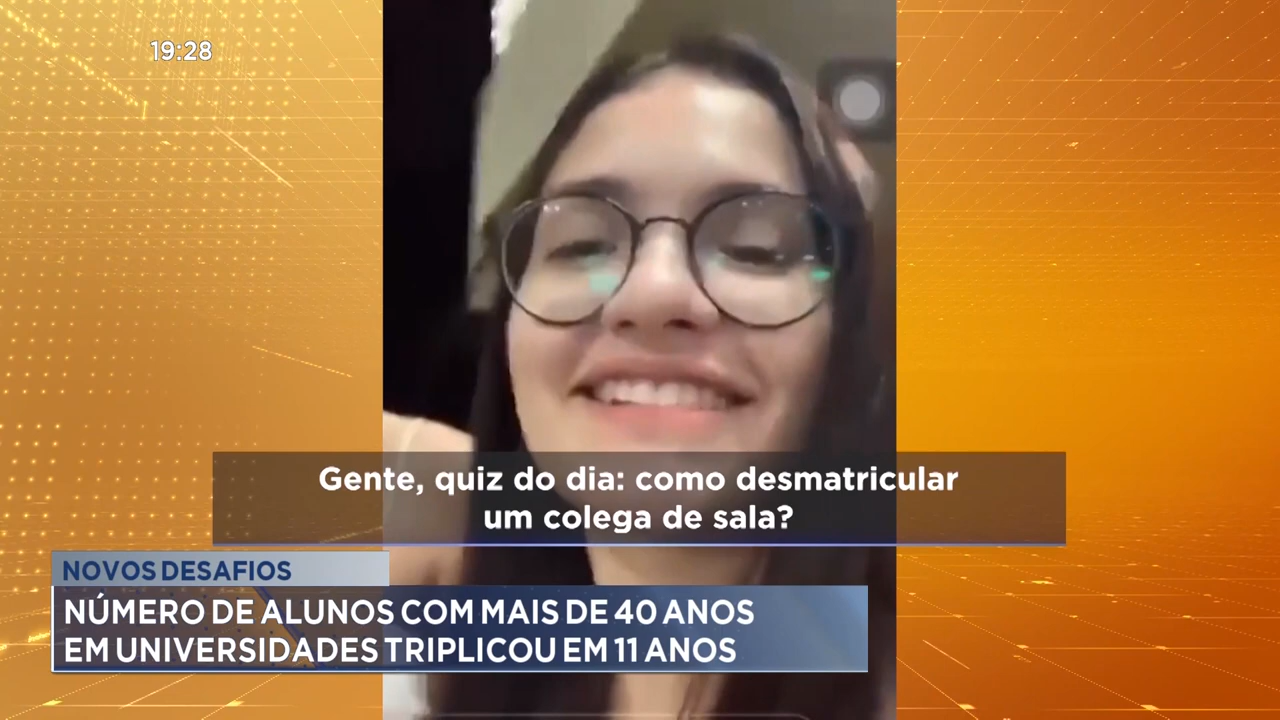 19:28
Gente, quiz do dia: como desmatricular
um colega de sala?
NOVOS DESAFIOS
NÚMERO DE ALUNOS COM MAIS DE 40 ANOS
EM UNIVERSIDADES TRIPLICOU EM 11 ANOS